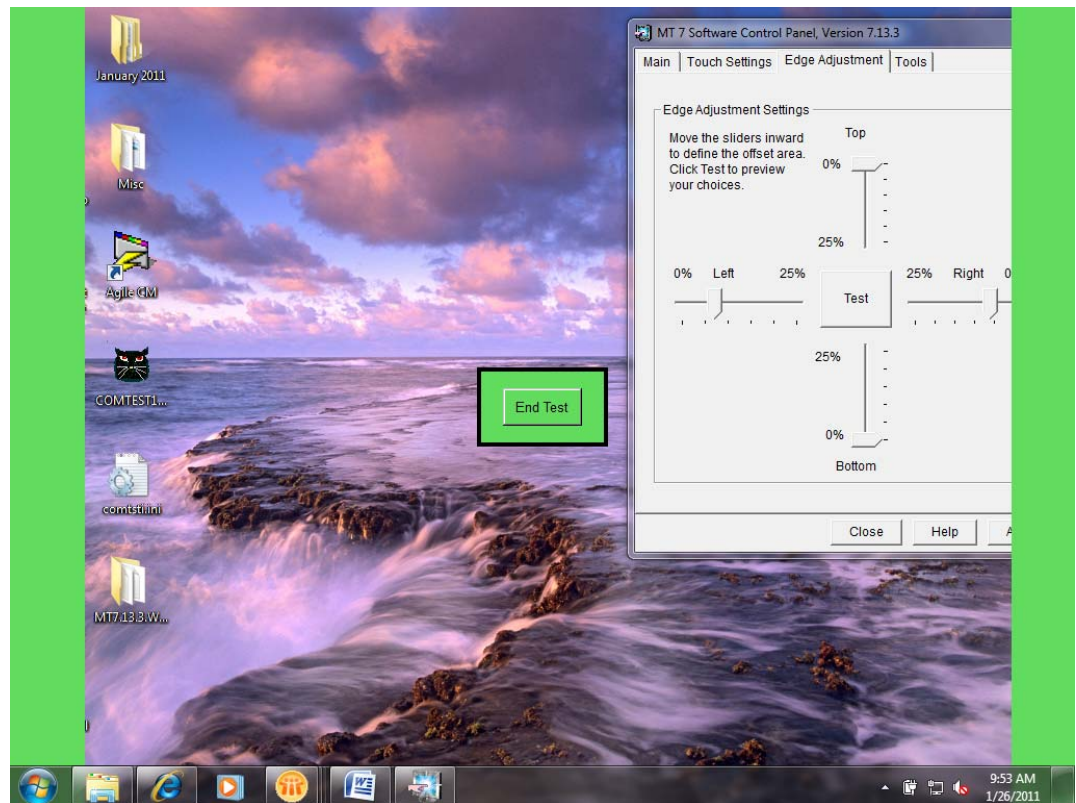 January 2011
Misc
Agile CM
COMTEST1...
comtsti.ini
MT7.13.3.W...
End Test
MT 7 Software Control Panel, Version 7.13.3
Main Touch Settings Edge Adjustment Tools
Edge Adjustment Settings
Move the sliders inward
to define the offset area.
Click Test to preview
your choices.
Top
0%
25%
0% Left 25%
Test
25% Right 0
25%
0%
Bottom
Close Help A
9:53 AM
1/26/2011